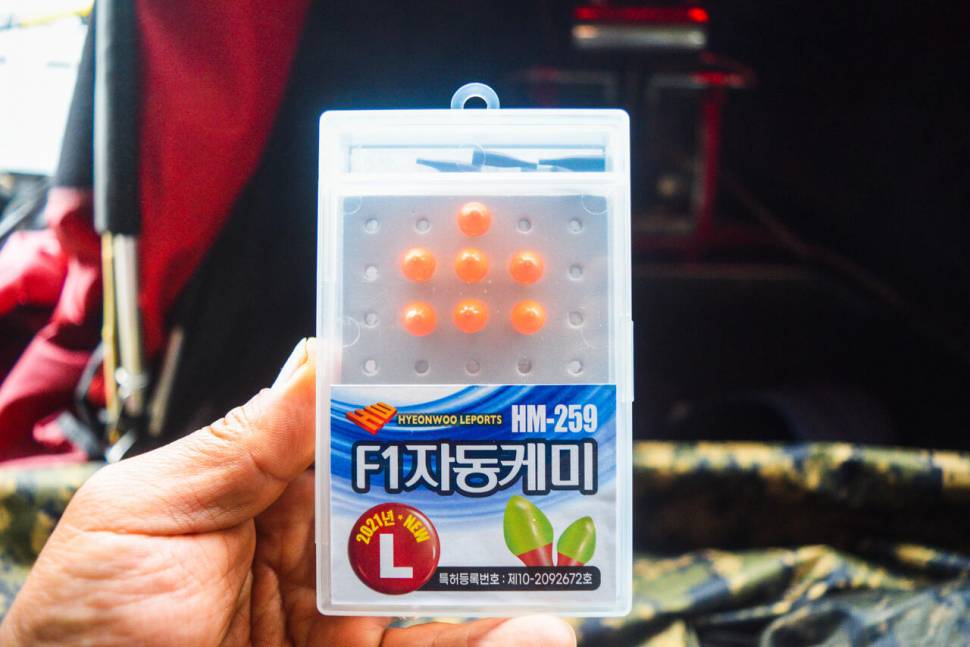 HW
HYEONWOO LEPORTS HM-259
F1자동케미
2021년 • NEW
L
특허등록번호 : 제10-2092672호